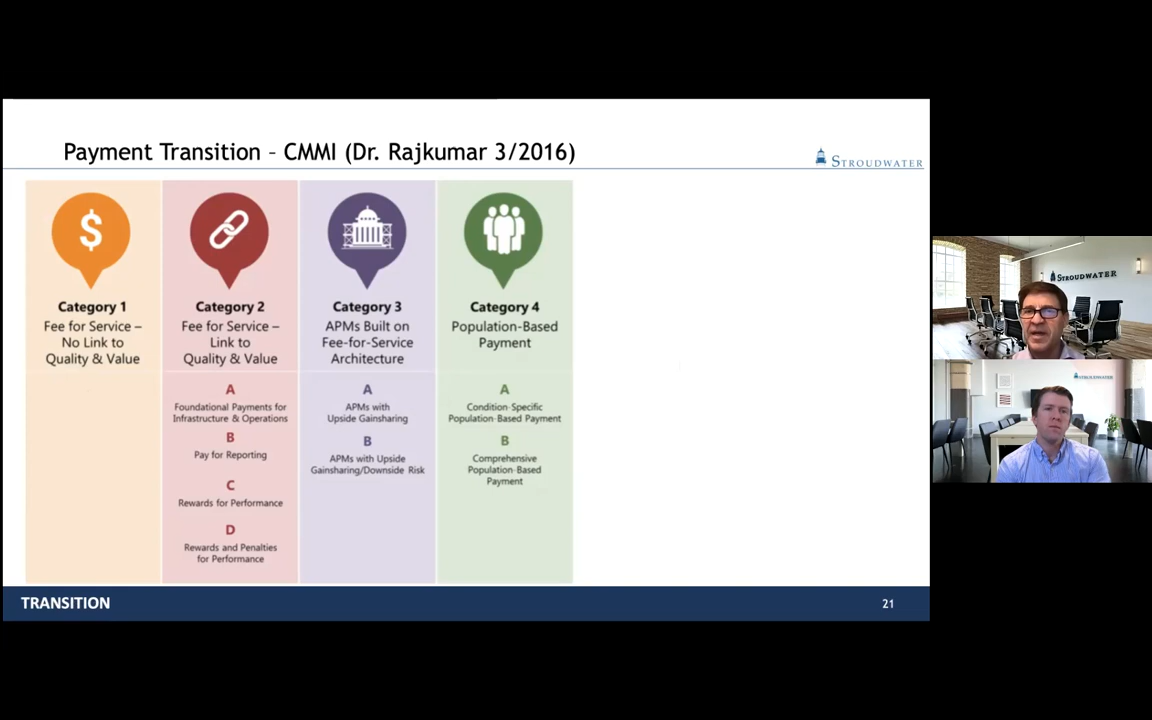 Payment Transition – CMMI (Dr. Rajkumar 3/2016)
STROUDWATER
$
Category 1
Fee for Service –
No Link to
Quality & Value
Category 2
Fee for Service –
Link to
Quality & Value
A
Foundational Payments for
Infrastructure & Operations
B
Pay for Reporting
C
Rewards for Performance
D
Rewards and Penalties
for Performance
Category 3
APMs Built on
Fee-for-Service
Architecture
A
APMs with
Upside Gainsharing
B
APMs with Upside
Gainsharing/Downside Risk
Category 4
Population-Based
Payment
A
Condition-Specific
Population-Based Payment
B
Comprehensive
Population-Based
Payment
TRANSITION
21
STROUDWATER
STROUDWATER